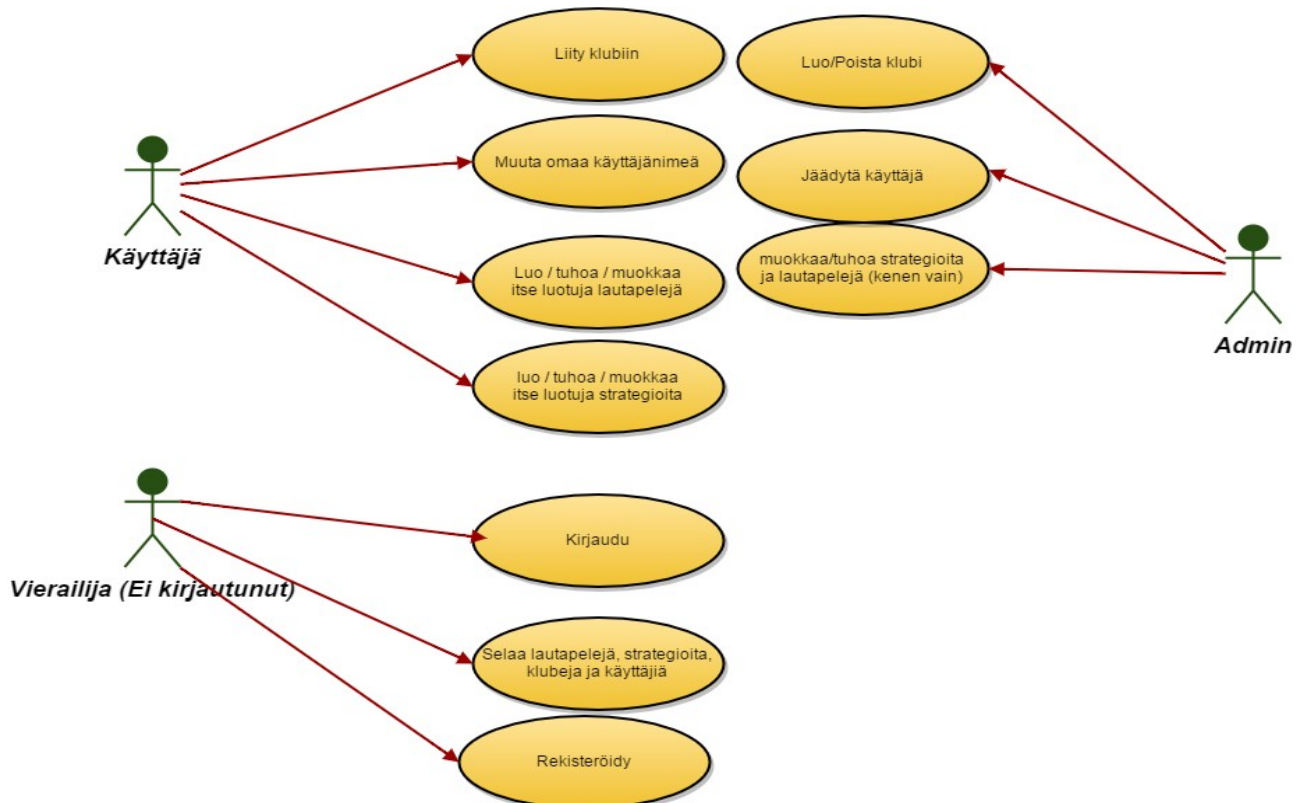 Liity klubiin
Luo/Poista klubi
Muuta omaa käyttäjänimeä
Jäädytä käyttäjä
Käyttäjä
Luo / tuhoa / muokkaa
itse luotuja lautapelejä
muokkaa/tuhoa strategioita
ja lautapelejä (kenen vain)
Admin
luo / tuhoa / muokkaa
itse luotuja strategioita
Kirjaudu
Vierailija (Ei kirjautunut)
Selaa lautapelejä, strategioita,
klubeja ja käyttäjiä
Rekisteröidy